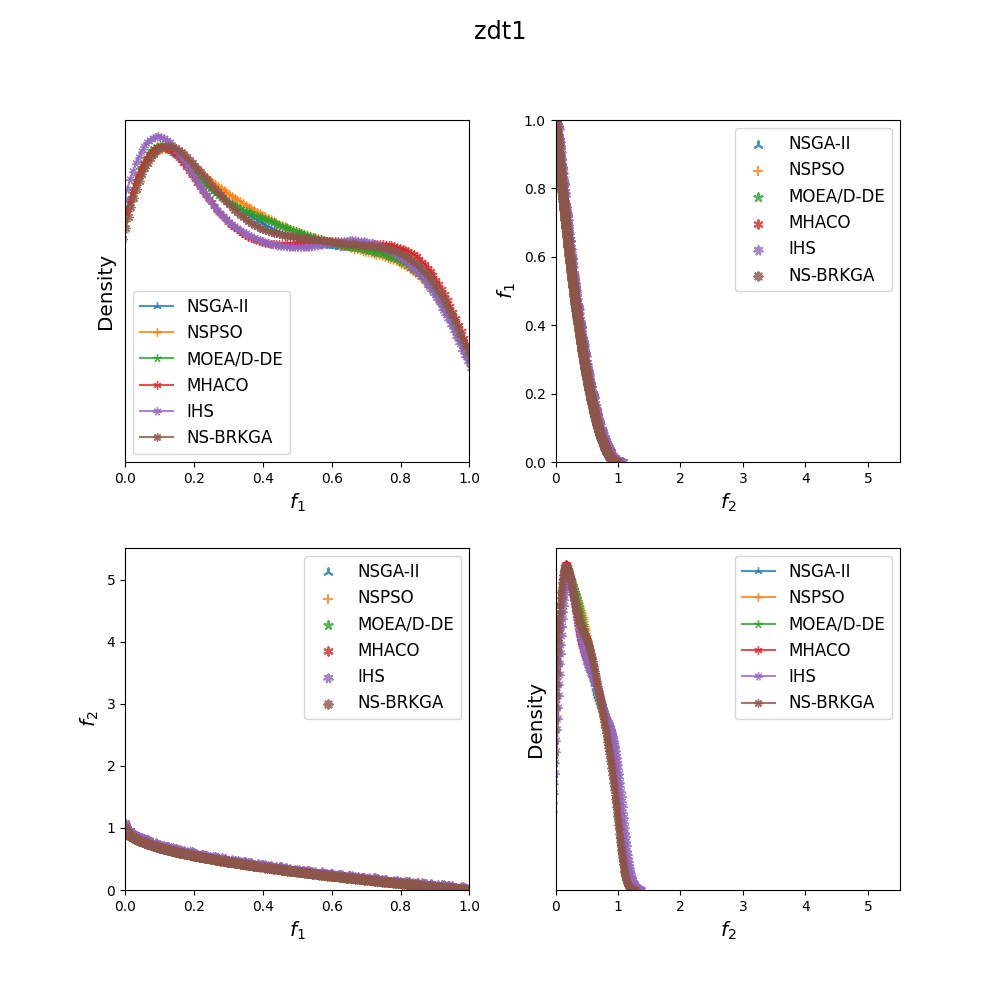 zdt1
Density
NSGA-II
NSPSO
MOEA/D-DE
MHACO
IHS
NS-BRKGA
0.0 0.2 0.4 0.6 0.8 1.0
f1
f1
1.0
0.8
0.6
0.4
0.2
0.0
NSGA-II
NSPSO
MOEA/D-DE
MHACO
IHS
NS-BRKGA
0 1 2 3 4 5
f2
f2
5
4
3
2
1
0
NSGA-II
NSPSO
MOEA/D-DE
MHACO
IHS
NS-BRKGA
0.0 0.2 0.4 0.6 0.8 1.0
f1
Density
NSGA-II
NSPSO
MOEA/D-DE
MHACO
IHS
NS-BRKGA
0 1 2 3 4 5
f2